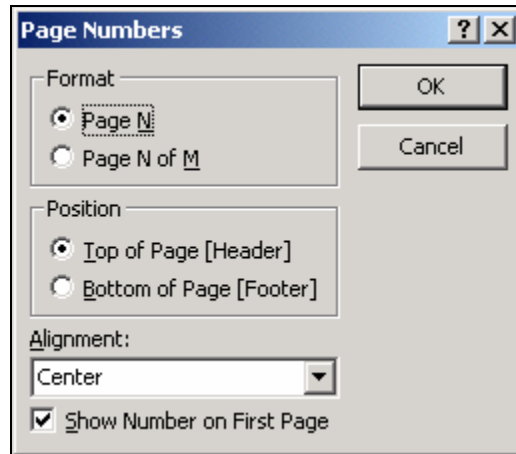 Page Numbers
Format
Page N
Page N of M
OK
Cancel
Position
Top of Page [Header]
Bottom of Page [Footer]
Alignment:
Center
Show Number on First Page